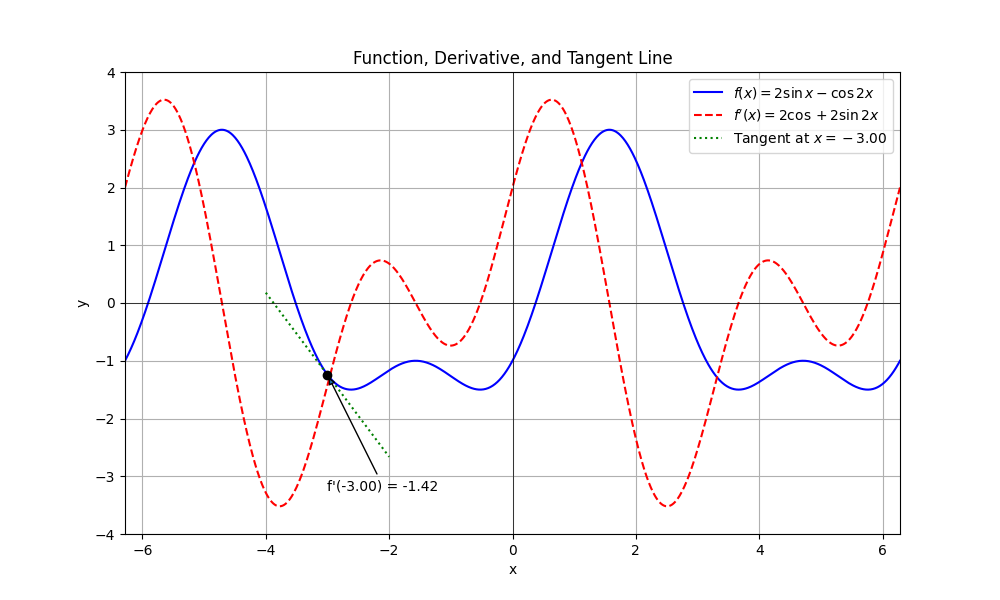 Function, Derivative, and Tangent Line
4
3
2
1
0
−1
−2
−3
−4
y
f(x) = 2sin x − cos 2x
f′(x) = 2cos + 2sin 2x
Tangent at x = −3.00
f'(-3.00) = -1.42
−6
−4
−2
0
2
4
6
x